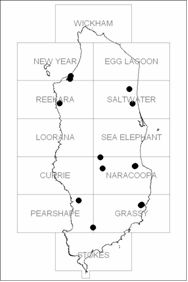 WICKHAM
NEW YEAR
EGG LAGOON
REEKARA
SALTWATER
LOORANA
SEA ELEPHANT
CURRIE
NARACOOPA
PEARSHAPE
GRASSY
STOKES